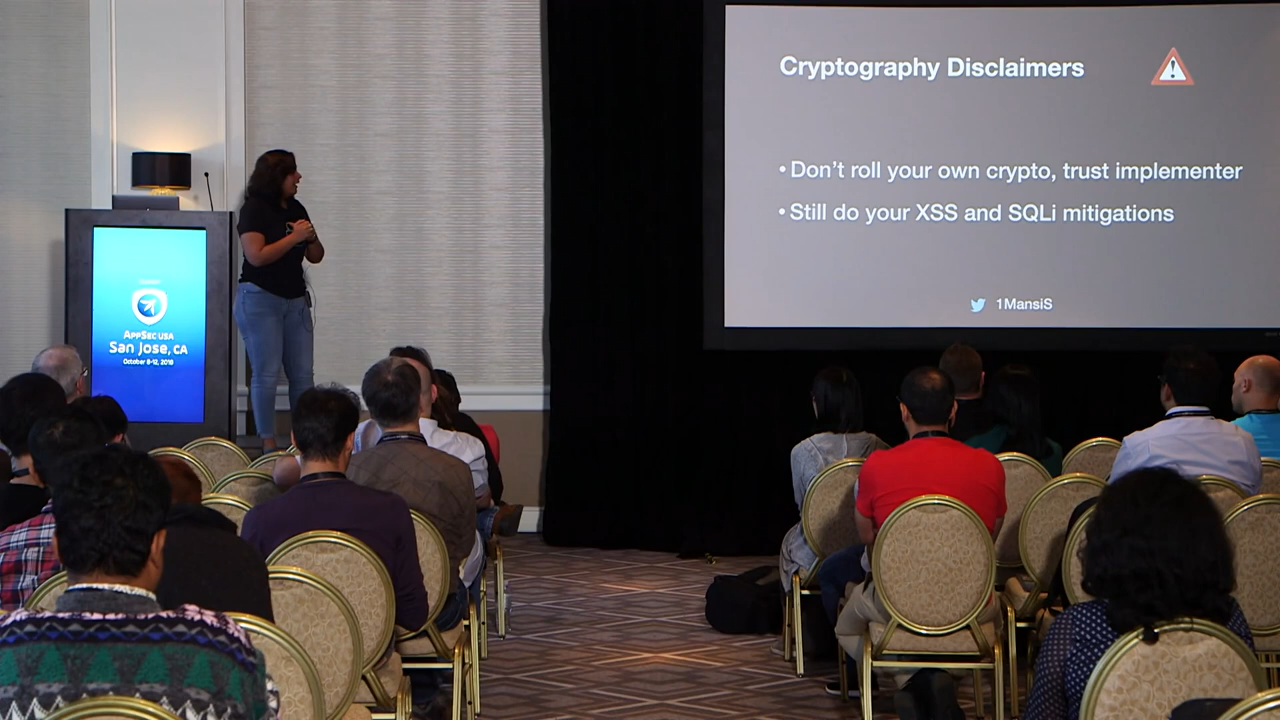 Cryptography Disclaimers
• Don’t roll your own crypto, trust implementer
• Still do your XSS and SQLi mitigations
1MansiS
AppSec USA
San Jose, CA
October 8-12, 2018